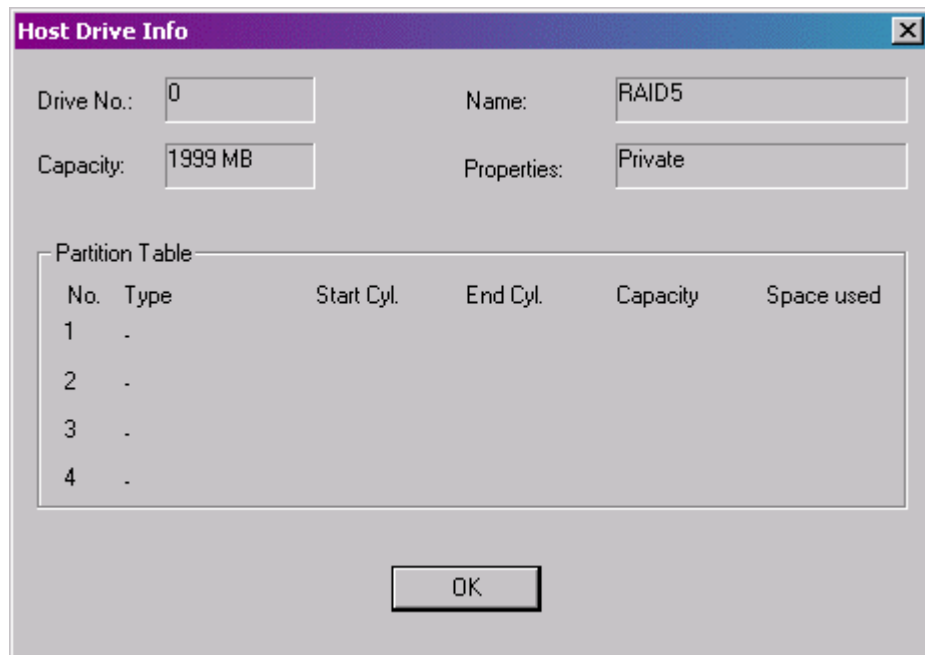 Host Drive Info
Drive No.: 0 Name: RAID5
Capacity: 1999 MB Properties: Private
Partition Table
No. Type Start Cyl. End Cyl. Capacity Space used
1 -
2 -
3 -
4 -
OK